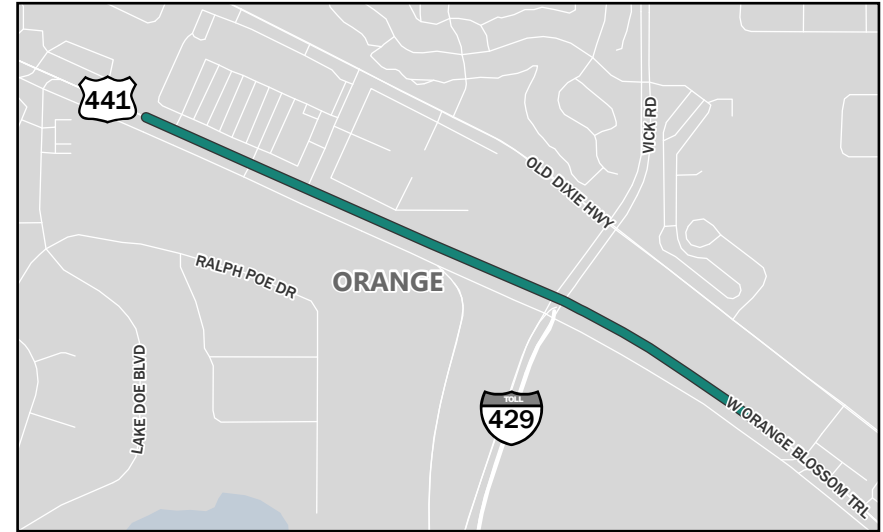 441
VICK RD
OLD DIXIE HWY
RALPH POE DR
ORANGE
LAKE DOE BLVD
TOLL
429
W ORANGE BLOSSOM TRL